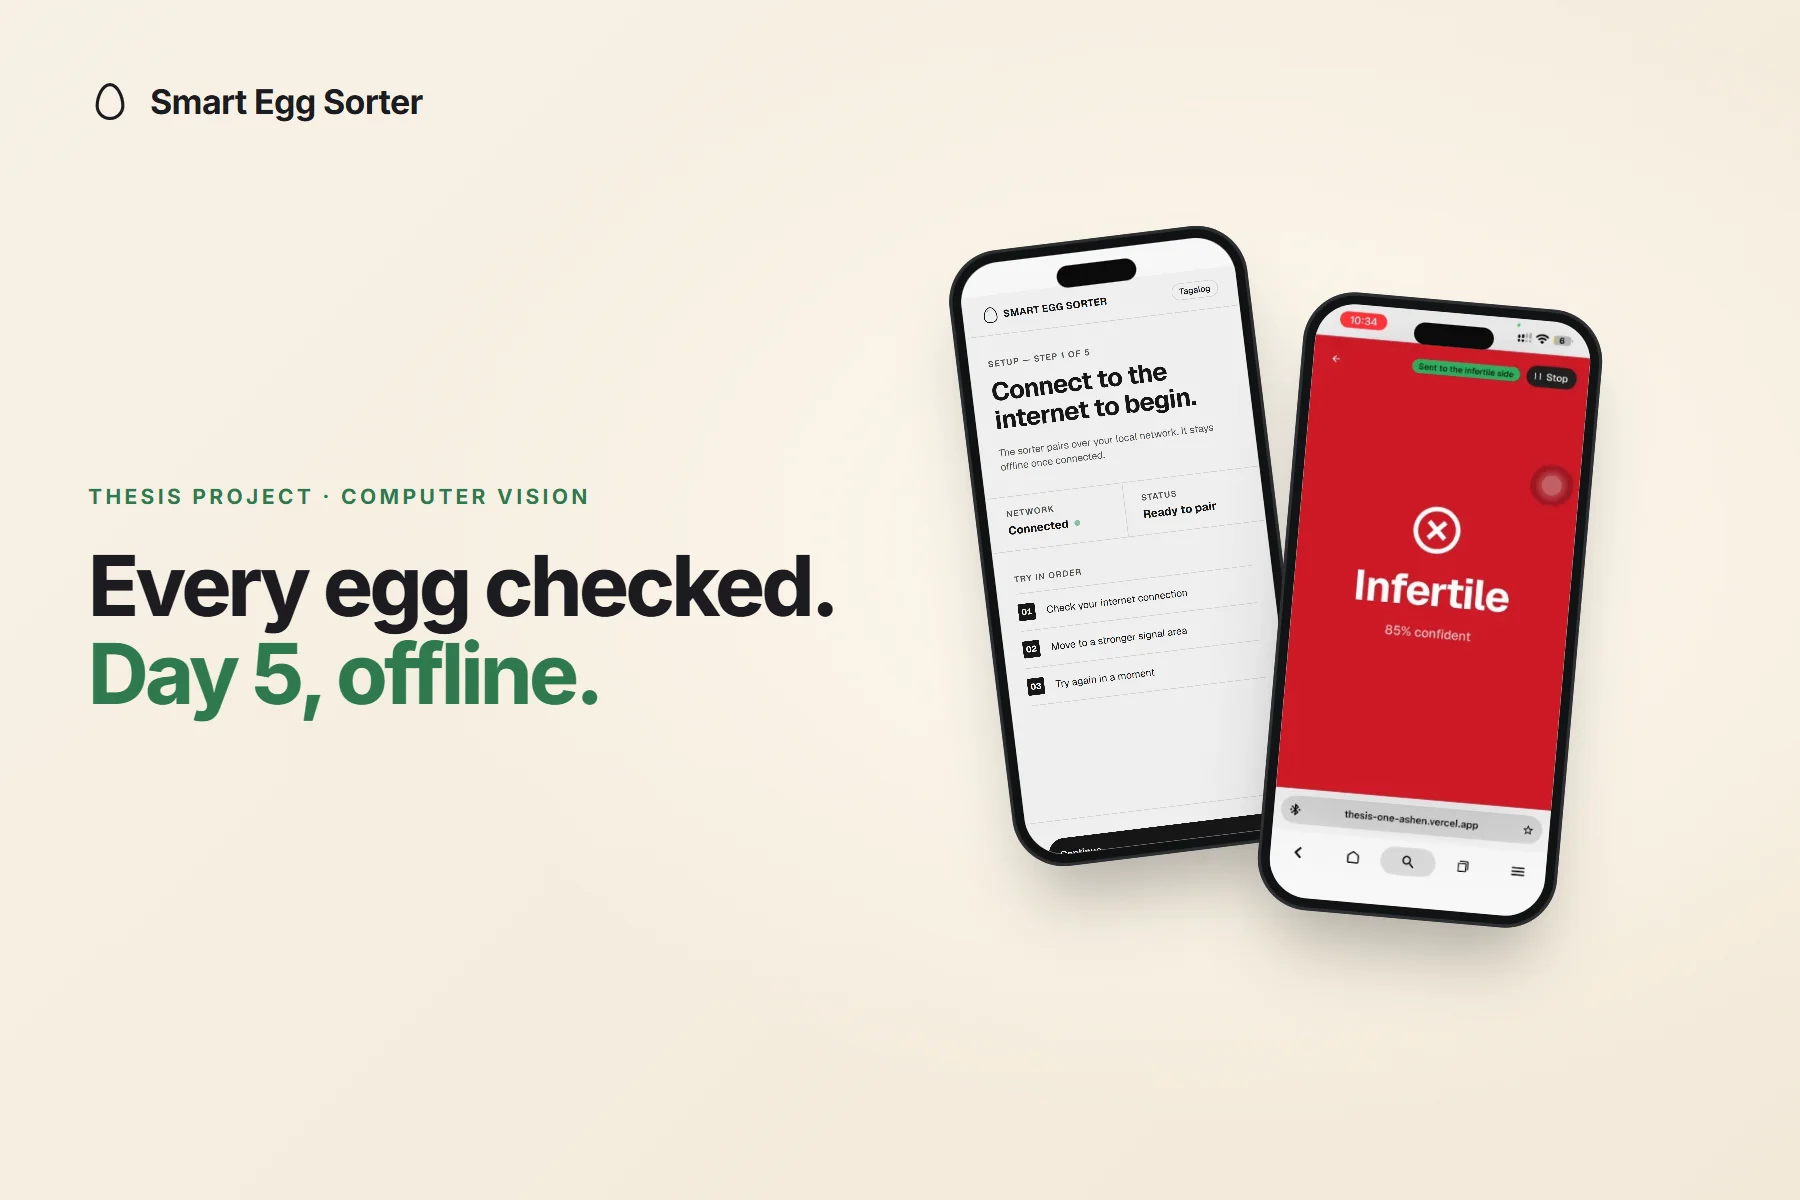 Smart Egg Sorter
THESIS PROJECT · COMPUTER VISION
Every egg checked.
Day 5, offline.
SMART EGG SORTER
Tagalog
SETUP — STEP 1 OF 5
Connect to the
internet to begin.
The sorter pairs over your local network. It stays
offline once connected.
NETWORK
Connected
STATUS
Ready to pair
TRY IN ORDER
01 Check your internet connection
02 Move to a stronger signal area
03 Try again in a moment
Continue
10:34
6
Sent to the infertile side
Stop
Infertile
85% confident
thesis-one-ashen.vercel.app